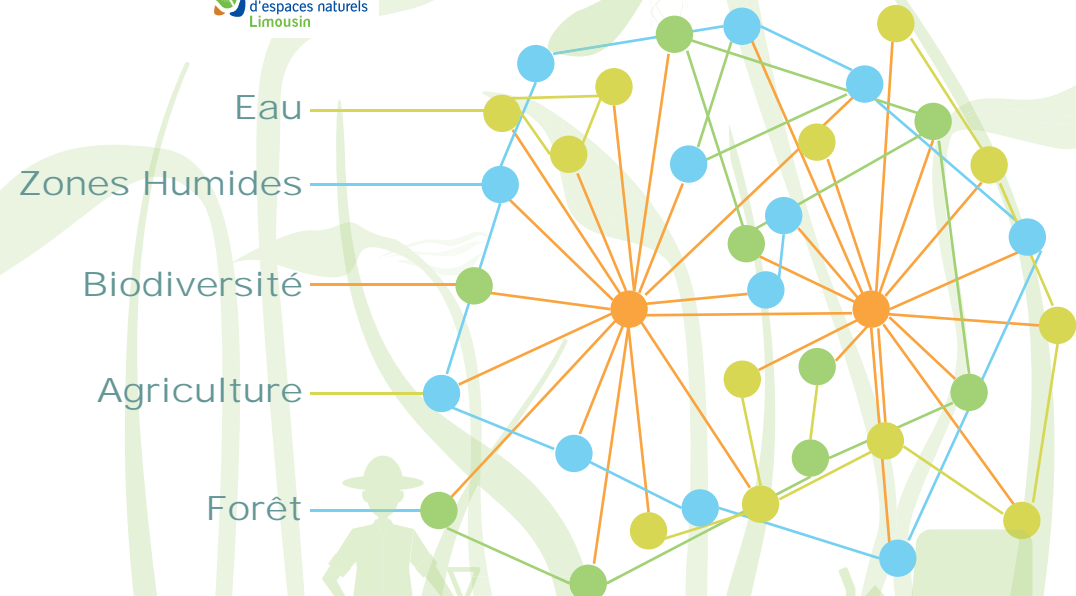 d'espaces naturels
Limousin
Eau
Zones Humides
Biodiversité
Agriculture
Forêt